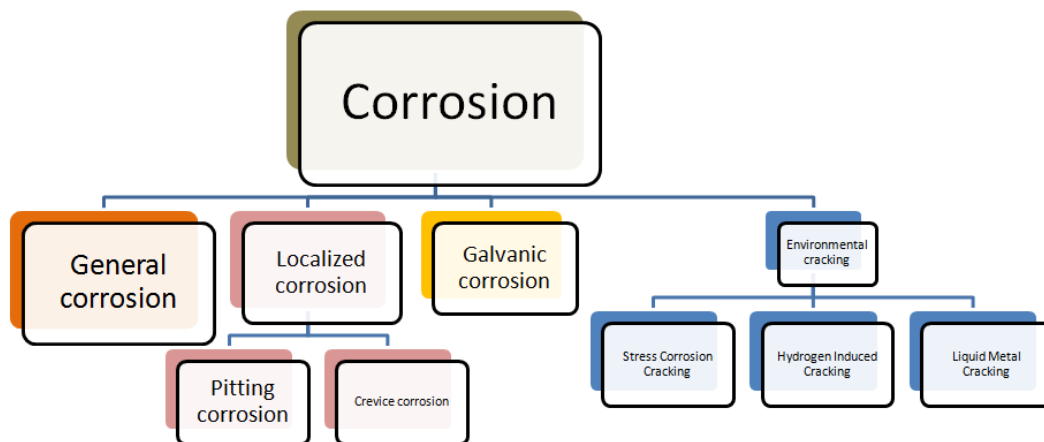 Corrosion
General
corrosion
Localized
corrosion
Galvanic
corrosion
Environmental
cracking
Pitting
corrosion
Crevice corrosion
Stress Corrosion
Cracking
Hydrogen Induced
Cracking
Liquid Metal
Cracking